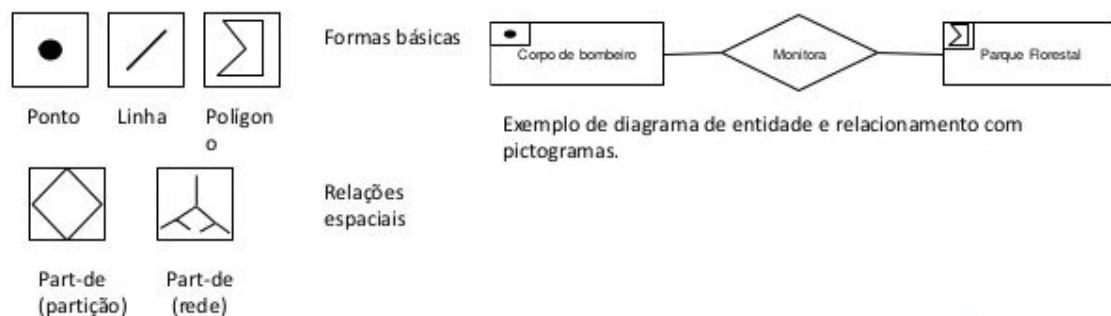 Formas básicas
Ponto
Linha
Polígon
o
Corpo de bombeiro
Monitora
Parque Florestal
Exemplo de diagrama de entidade e relacionamento com
pictogramas.
Relações
espaciais
Part-de
(partição)
Part-de
(rede)